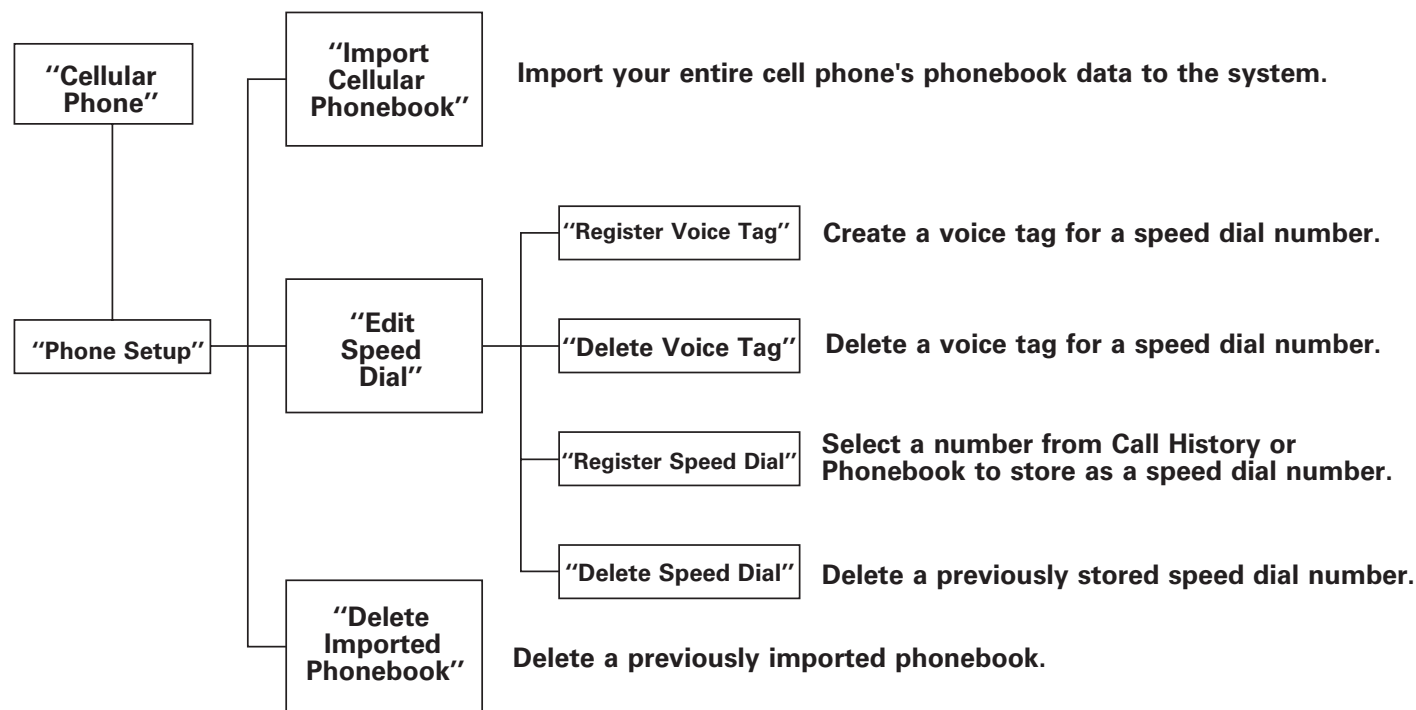 "Cellular
Phone"
"Import
Cellular
Phonebook"
Import your entire cell phone's phonebook data to the system.
"Register Voice Tag"
Create a voice tag for a speed dial number.
"Phone Setup"
"Edit
Speed
Dial"
"Delete Voice Tag"
Delete a voice tag for a speed dial number.
"Register Speed Dial"
Select a number from Call History or
Phonebook to store as a speed dial number.
"Delete Speed Dial"
Delete a previously stored speed dial number.
"Delete
Imported
Phonebook"
Delete a previously imported phonebook.